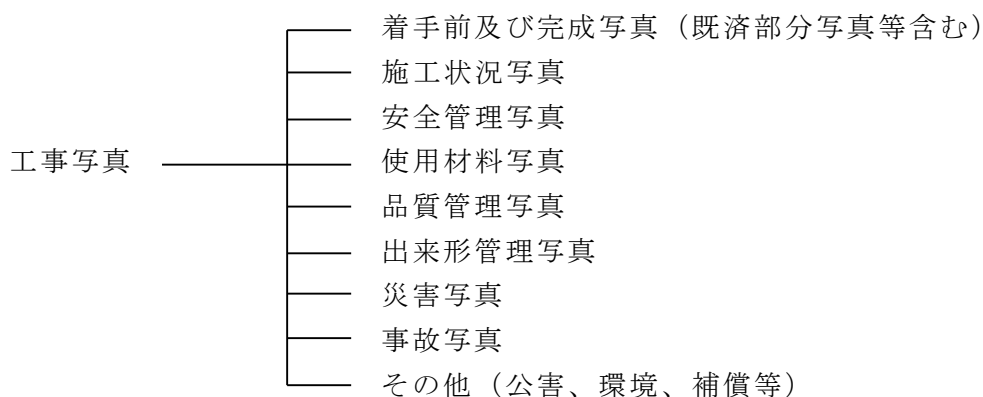 着手前及び完成写真（既済部分写真等含む）
施工状況写真
安全管理写真
工事写真
使用材料写真
品質管理写真
出来形管理写真
災害写真
事故写真
その他（公害、環境、補償等）